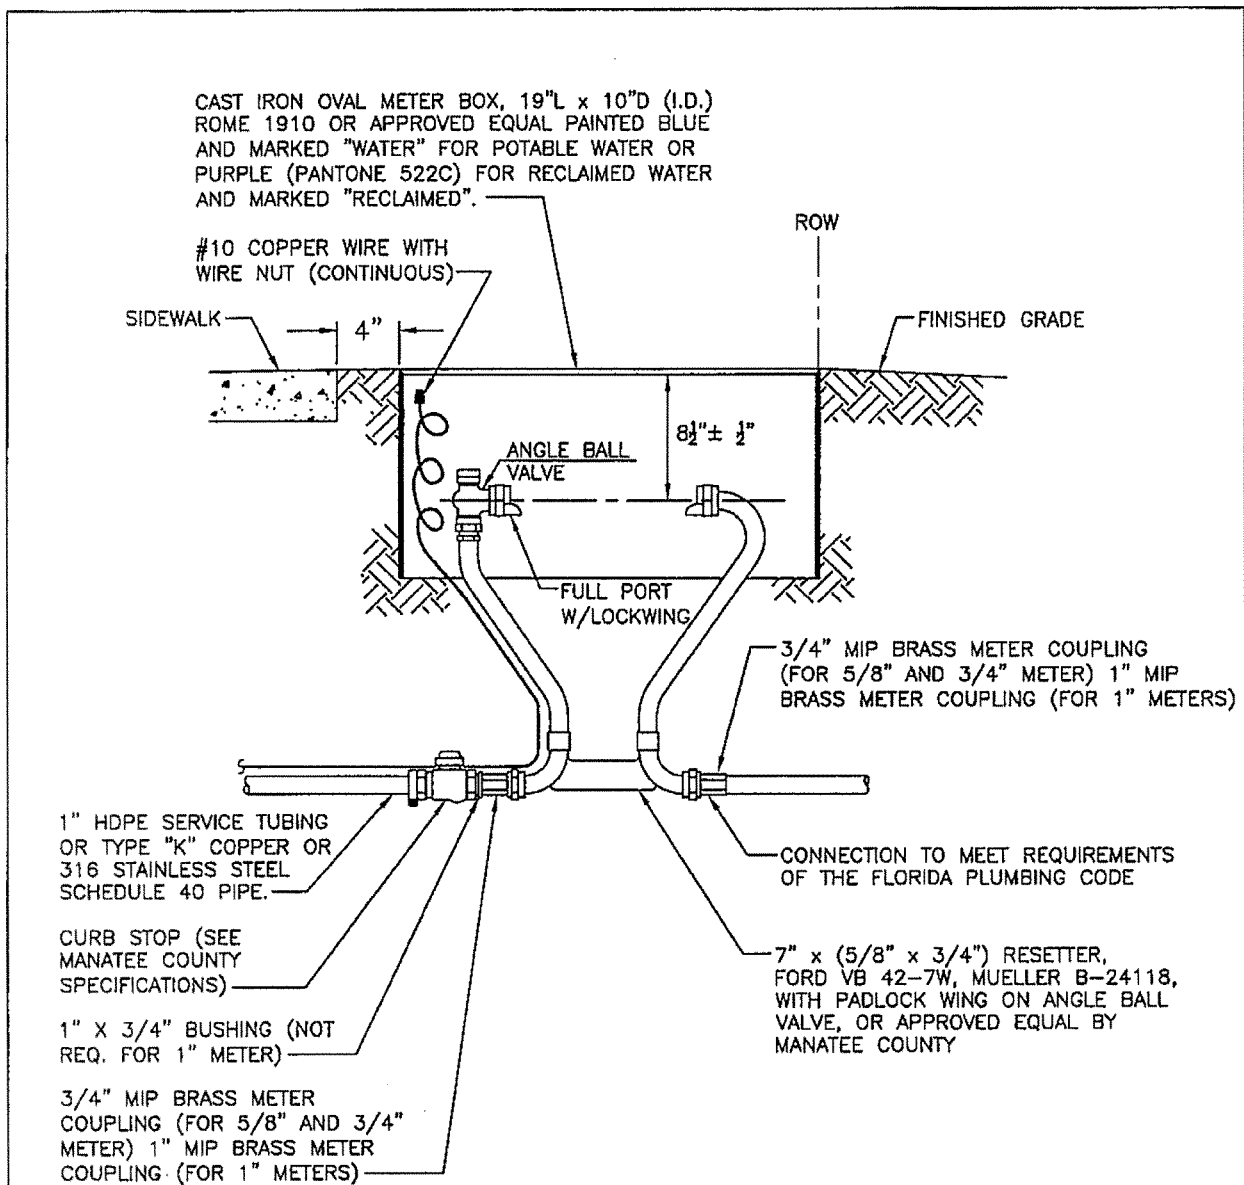 CAST IRON OVAL METER BOX, 19"L x 10"D (I.D.)
ROME 1910 OR APPROVED EQUAL PAINTED BLUE
AND MARKED "WATER" FOR POTABLE WATER OR
PURPLE (PANTONE 522C) FOR RECLAIMED WATER
AND MARKED "RECLAIMED".
ROW
#10 COPPER WIRE WITH
WIRE NUT (CONTINUOUS)
SIDEWALK
4"
FINISHED GRADE
8½"± ½"
ANGLE BALL
VALVE
FULL PORT
W/LOCKWING
3/4" MIP BRASS METER COUPLING
(FOR 5/8" AND 3/4" METER) 1" MIP
BRASS METER COUPLING (FOR 1" METERS)
1" HDPE SERVICE TUBING
OR TYPE "K" COPPER OR
316 STAINLESS STEEL
SCHEDULE 40 PIPE.
CONNECTION TO MEET REQUIREMENTS
OF THE FLORIDA PLUMBING CODE
CURB STOP (SEE
MANATEE COUNTY
SPECIFICATIONS)
7" x (5/8" x 3/4") RESETTER,
FORD VB 42-7W, MUELLER B-24118,
WITH PADLOCK WING ON ANGLE BALL
VALVE, OR APPROVED EQUAL BY
MANATEE COUNTY
1" X 3/4" BUSHING (NOT
REQ. FOR 1" METER)
3/4" MIP BRASS METER
COUPLING (FOR 5/8" AND 3/4"
METER) 1" MIP BRASS METER
COUPLING (FOR 1" METERS)